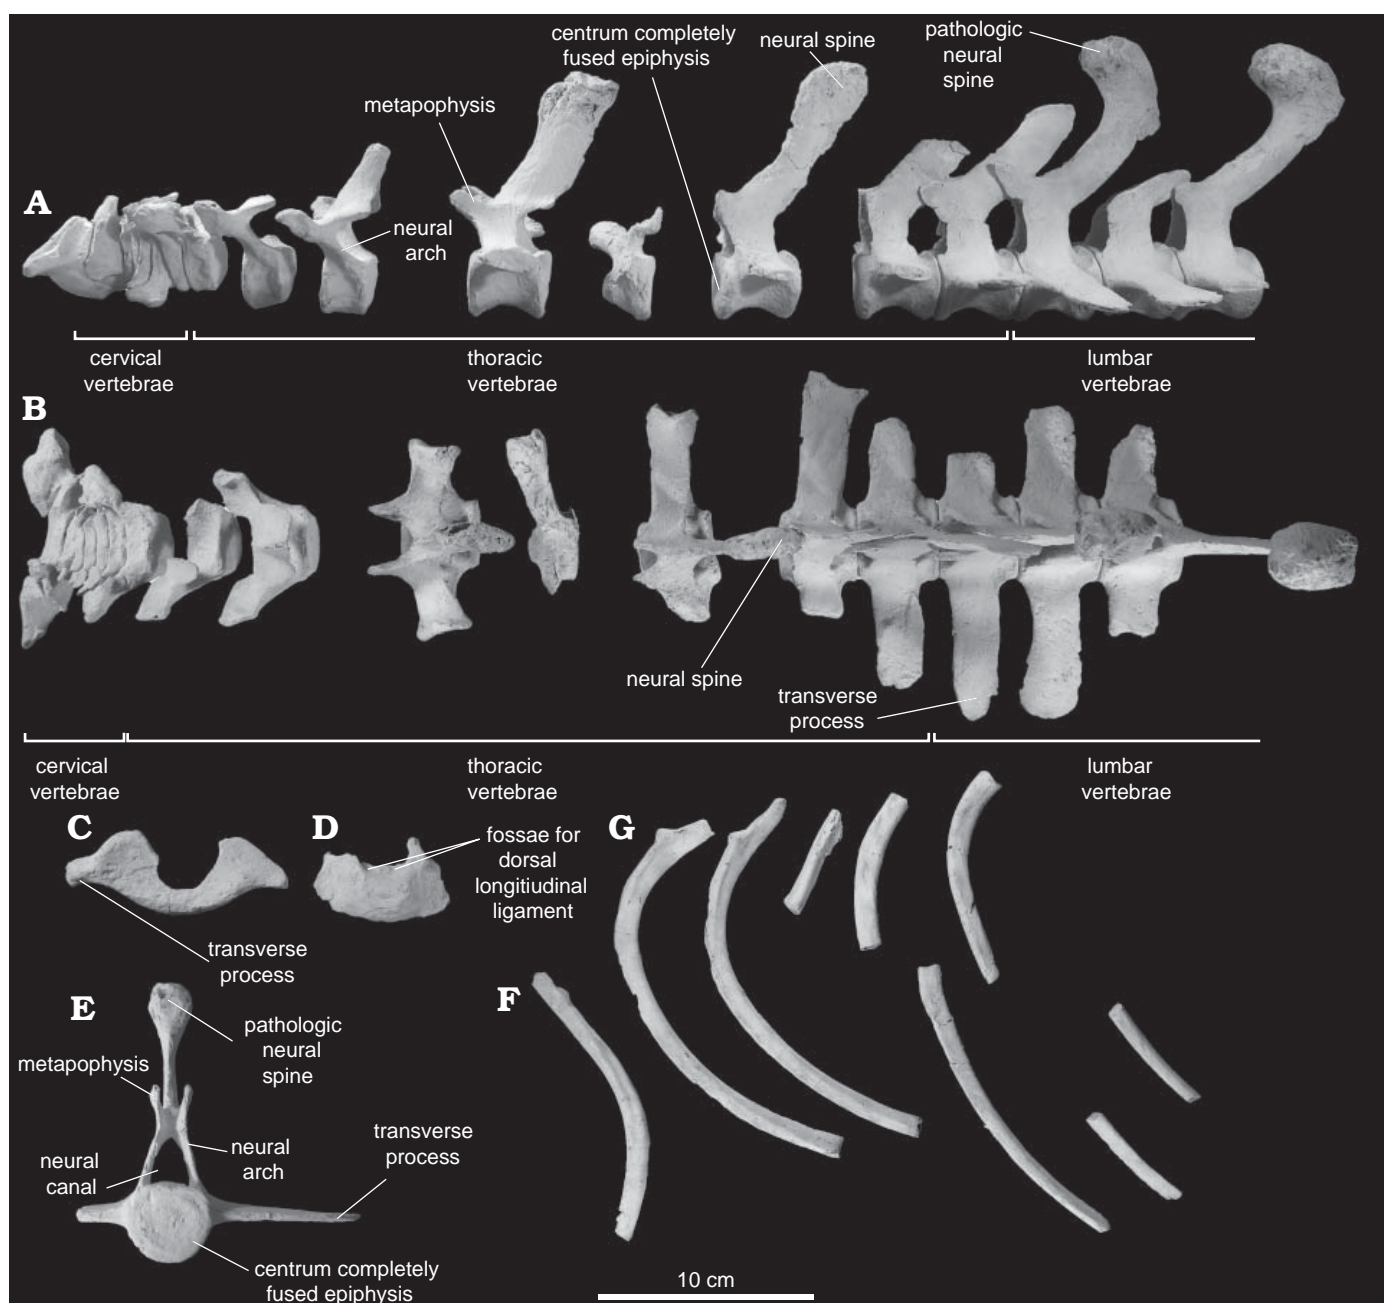 centrum completely
fused epiphysis
neural spine
pathologic
neural
spine
metapophysis
A
neural
arch
cervical
vertebrae
thoracic
vertebrae
lumbar
vertebrae
B
neural spine
transverse
process
cervical
vertebrae
thoracic
vertebrae
lumbar
vertebrae
C
D
fossae for
dorsal
longitiudinal
ligament
G
transverse
process
E
pathologic
neural
spine
F
metapophysis
neural
arch
transverse
process
neural
canal
centrum completely
fused epiphysis
10 cm